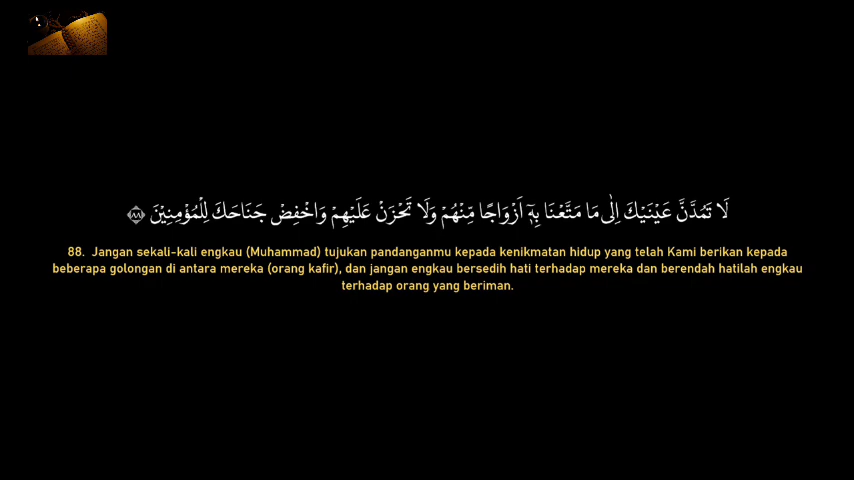 لَا تَمُدَّنَّ عَيْنَيْكَ اِلٰى مَا مَتَّعْنَا بِهٖٓ اَزْوَاجًا مِّنْهُمْ وَلَا تَحْزَنْ عَلَيْهِمْ وَاخْفِضْ جَنَاحَكَ لِلْمُؤْمِنِيْنَ ۝٨٨
88. Jangan sekali-kali engkau (Muhammad) tujukan pandanganmu kepada kenikmatan hidup yang telah Kami berikan kepada
beberapa golongan di antara mereka (orang kafir), dan jangan engkau bersedih hati terhadap mereka dan berendah hatilah engkau
terhadap orang yang beriman.